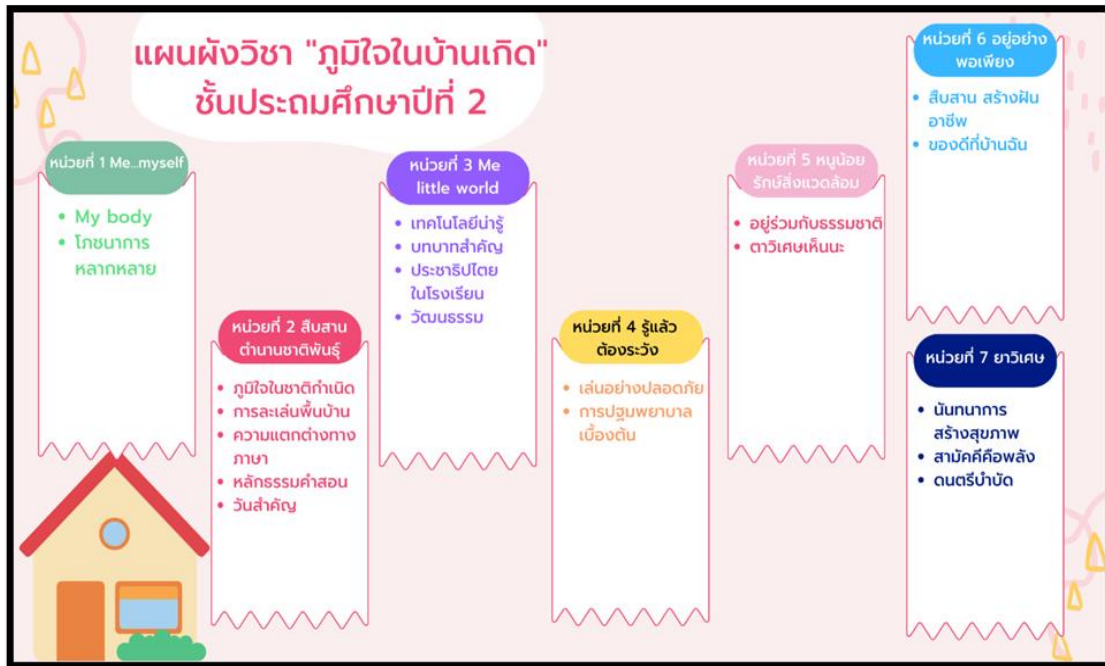 แผนผังวิชา "ภูมิใจในบ้านเกิด"
ชั้นประถมศึกษาปีที่ 2
หน่วยที่ 1 Me...myself
• My body
• โภชนาการ
หลากหลาย
หน่วยที่ 2 สืบสาน
ตำนานชาติพันธุ์
• ภูมิใจในชาติกำเนิด
• การละเล่นพื้นบ้าน
• ความแตกต่างทาง
ภาษา
• หลักธรรมคำสอน
• วันสำคัญ
หน่วยที่ 3 Me
little world
• เทคโนโลยีน่ารู้
• บทบาทสำคัญ
• ประชาธิปไตย
ในโรงเรียน
• วัฒนธรรม
หน่วยที่ 4 รู้แล้ว
ต้องระวัง
• เล่นอย่างปลอดภัย
• การปฐมพยาบาล
เบื้องต้น
หน่วยที่ 5 หนูน้อย
รักษ์สิ่งแวดล้อม
• อยู่ร่วมกับธรรมชาติ
• ตาวิเศษเห็นนะ
หน่วยที่ 6 อยู่อย่าง
พอเพียง
• สืบสาน สร้างฝัน
อาชีพ
• ของดีที่บ้านฉัน
หน่วยที่ 7 ยาวิเศษ
• นันทนาการ
สร้างสุขภาพ
• สามัคคีคือพลัง
• ดนตรีบำบัด